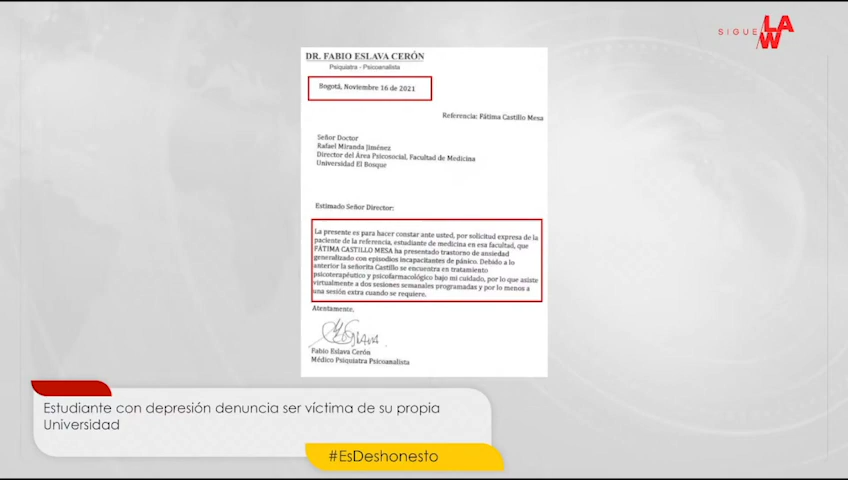 SIGUE LA W
DR. FABIO ESLAVA CERÓN
Psiquiatra - Psicoanalista
Bogotá, Noviembre 16 de 2021
Referencia: Fátima Castillo Mesa
Señor Doctor
Rafael Miranda Jiménez
Director del Área Psicosocial, Facultad de Medicina
Universidad El Bosque
Estimado Señor Director:
La presente es para hacer constar ante usted, por solicitud expresa de la
paciente de la referencia, estudiante de medicina en esa facultad, que
FÁTIMA CASTILLO MESA ha presentado trastorno de ansiedad
generalizado con episodios incapacitantes de pánico. Debido a lo
anterior la señorita Castillo se encuentra en tratamiento
psicoterapéutico y psicofarmacológico bajo mi cuidado, por lo que asiste
virtualmente a dos sesiones semanales programadas y por lo menos a
una sesión extra cuando se requiere.
Atentamente,
Fabio Eslava Cerón
Médico Psiquiatra Psicoanalista
Estudiante con depresión denuncia ser víctima de su propia
Universidad
#EsDeshonesto